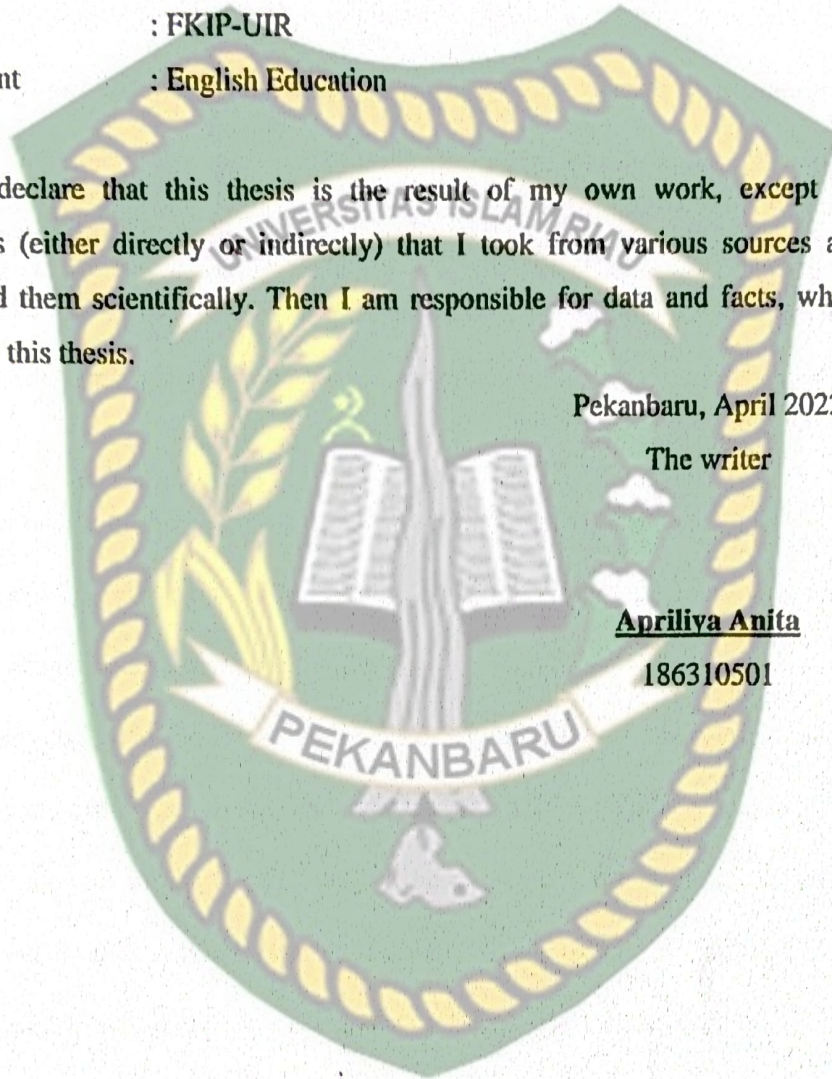 : FKIP-UIR
nt : English Education
declare that this thesis is the result of my own work, except
s (either directly or indirectly) that I took from various sources a
d them scientifically. Then I am responsible for data and facts, wh
this thesis.
UNIVERSITAS ISLAM RIAU
Pekanbaru, April 202
The writer
Apriliya Anita
186310501
PEKANBARU